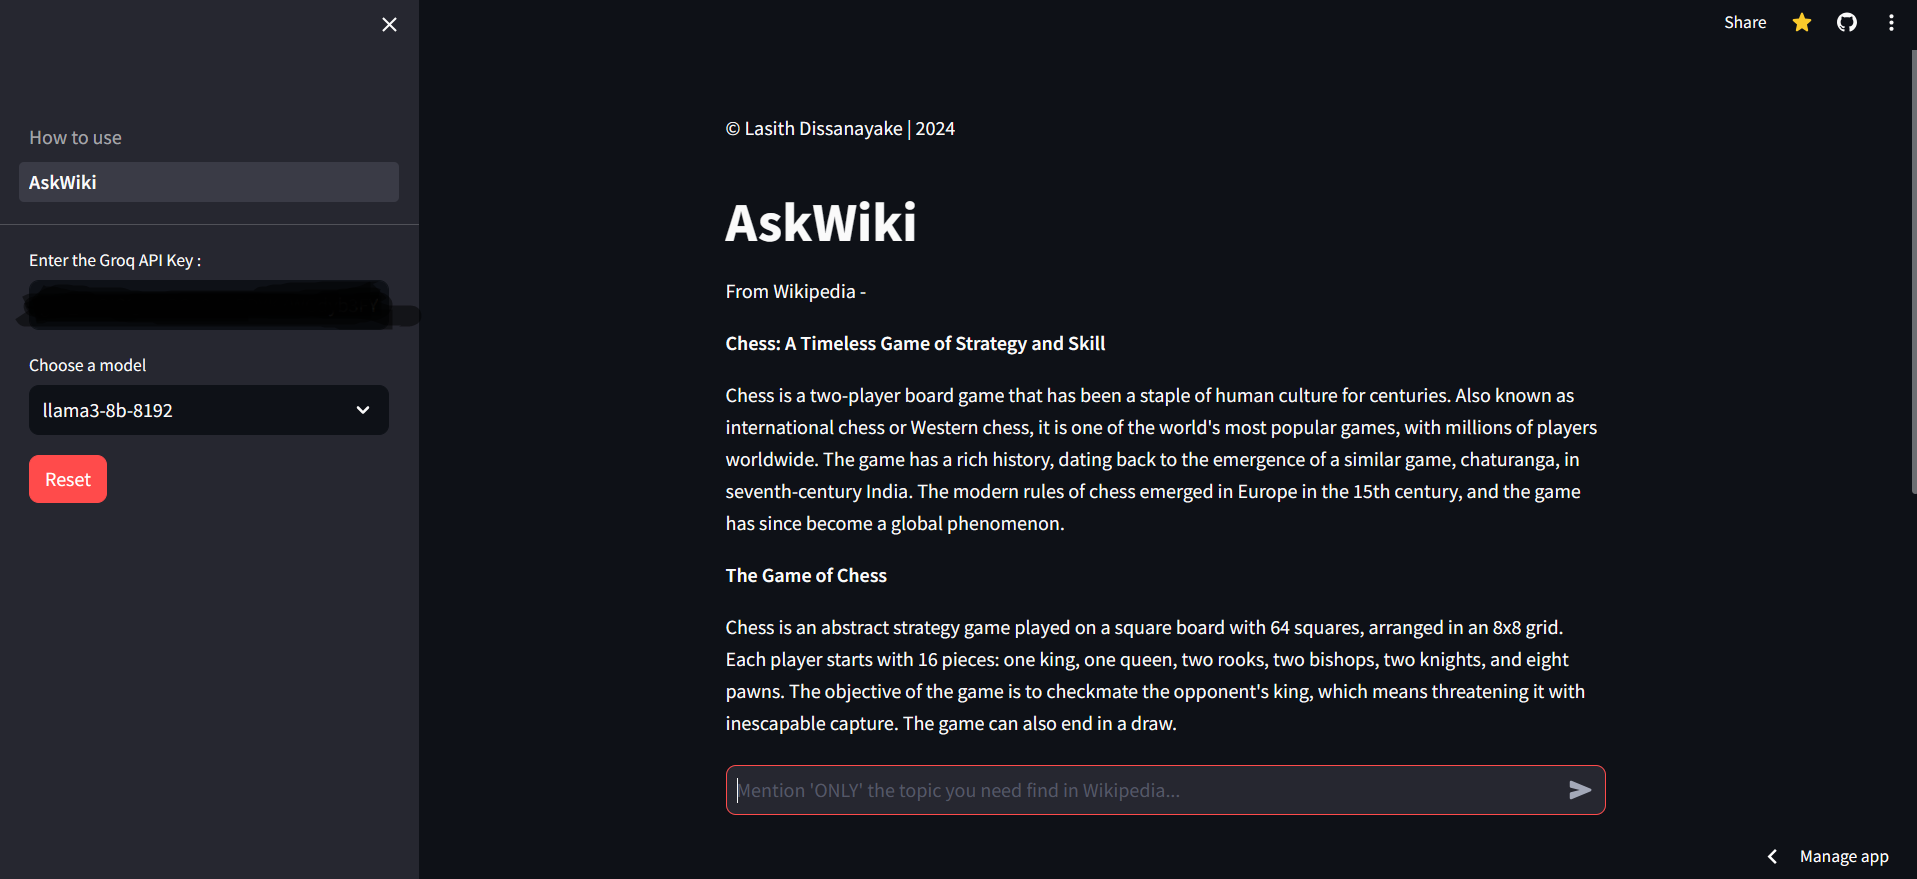 Share
How to use
AskWiki
Enter the Groq API Key :
Choose a model
llama3-8b-8192
Reset
© Lasith Dissanayake | 2024
AskWiki
From Wikipedia -
Chess: A Timeless Game of Strategy and Skill
Chess is a two-player board game that has been a staple of human culture for centuries. Also known as
international chess or Western chess, it is one of the world's most popular games, with millions of players
worldwide. The game has a rich history, dating back to the emergence of a similar game, chaturanga, in
seventh-century India. The modern rules of chess emerged in Europe in the 15th century, and the game
has since become a global phenomenon.
The Game of Chess
Chess is an abstract strategy game played on a square board with 64 squares, arranged in an 8x8 grid.
Each player starts with 16 pieces: one king, one queen, two rooks, two bishops, two knights, and eight
pawns. The objective of the game is to checkmate the opponent's king, which means threatening it with
inescapable capture. The game can also end in a draw.
Mention 'ONLY' the topic you need find in Wikipedia...
Manage app